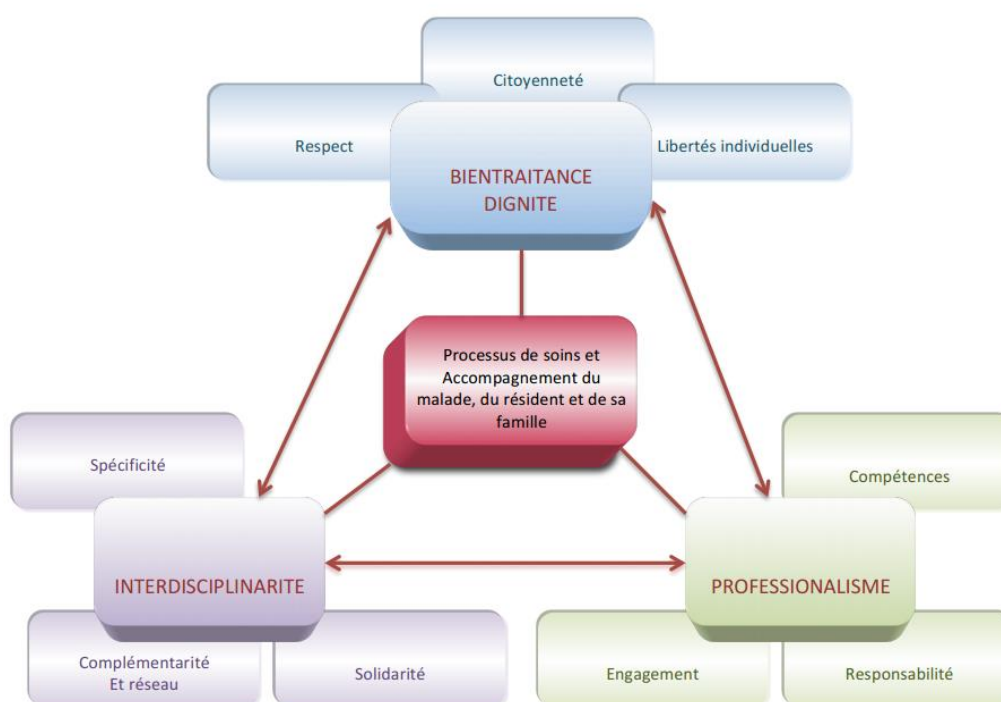 Citoyenneté
Respect
Libertés individuelles
BIENTRAITANCE
DIGNITE
Processus de soins et
Accompagnement du
malade, du résident et de sa
famille
Spécificité
Compétences
INTERDISCIPLINARITE
PROFESSIONALISME
Complémentarité
Et réseau
Solidarité
Engagement
Responsabilité